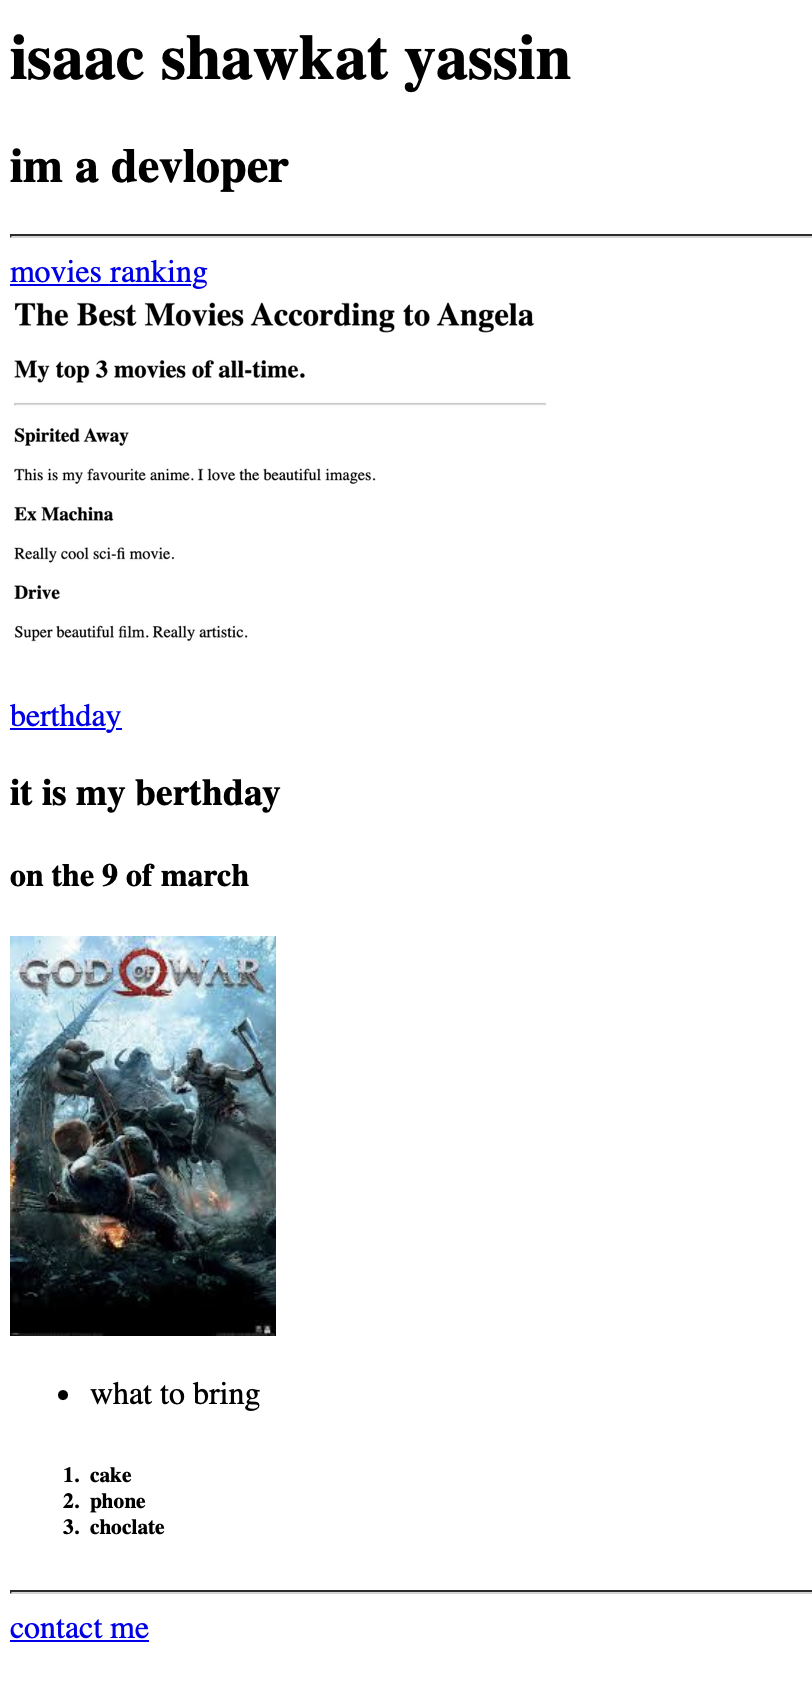 isaac shawkat yassin
im a devloper
movies ranking
The Best Movies According to Angela
My top 3 movies of all-time.
Spirited Away
This is my favourite anime. I love the beautiful images.
Ex Machina
Really cool sci-fi movie.
Drive
Super beautiful film. Really artistic.
berthday
it is my berthday
on the 9 of march
GOD OF WAR
• what to bring
1. cake
2. phone
3. choclate
contact me